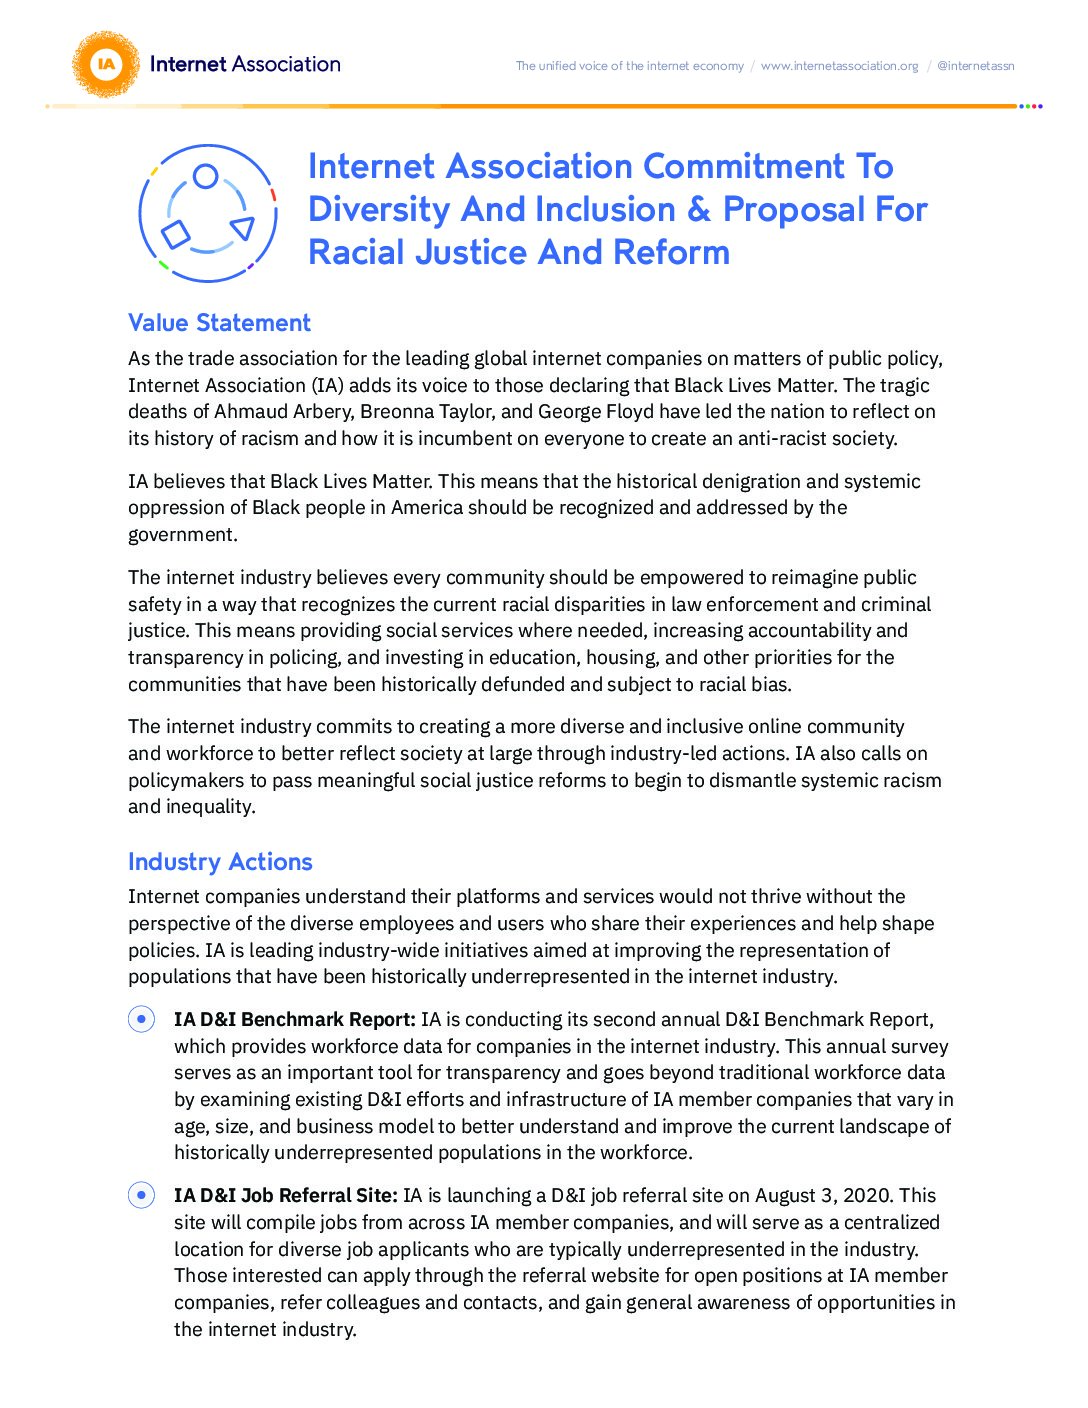 IA
Internet Association
The unified voice of the internet economy / www.internetassociation.org / @internetassn
Internet Association Commitment To
Diversity And Inclusion & Proposal For
Racial Justice And Reform
Value Statement
As the trade association for the leading global internet companies on matters of public policy,
Internet Association (IA) adds its voice to those declaring that Black Lives Matter. The tragic
deaths of Ahmaud Arbery, Breonna Taylor, and George Floyd have led the nation to reflect on
its history of racism and how it is incumbent on everyone to create an anti-racist society.
IA believes that Black Lives Matter. This means that the historical denigration and systemic
oppression of Black people in America should be recognized and addressed by the
government.
The internet industry believes every community should be empowered to reimagine public
safety in a way that recognizes the current racial disparities in law enforcement and criminal
justice. This means providing social services where needed, increasing accountability and
transparency in policing, and investing in education, housing, and other priorities for the
communities that have been historically defunded and subject to racial bias.
The internet industry commits to creating a more diverse and inclusive online community
and workforce to better reflect society at large through industry-led actions. IA also calls on
policymakers to pass meaningful social justice reforms to begin to dismantle systemic racism
and inequality.
Industry Actions
Internet companies understand their platforms and services would not thrive without the
perspective of the diverse employees and users who share their experiences and help shape
policies. IA is leading industry-wide initiatives aimed at improving the representation of
populations that have been historically underrepresented in the internet industry.
IA D&I Benchmark Report: IA is conducting its second annual D&I Benchmark Report,
which provides workforce data for companies in the internet industry. This annual survey
serves as an important tool for transparency and goes beyond traditional workforce data
by examining existing D&I efforts and infrastructure of IA member companies that vary in
age, size, and business model to better understand and improve the current landscape of
historically underrepresented populations in the workforce.
IA D&I Job Referral Site: IA is launching a D&I job referral site on August 3, 2020. This
site will compile jobs from across IA member companies, and will serve as a centralized
location for diverse job applicants who are typically underrepresented in the industry.
Those interested can apply through the referral website for open positions at IA member
companies, refer colleagues and contacts, and gain general awareness of opportunities in
the internet industry.